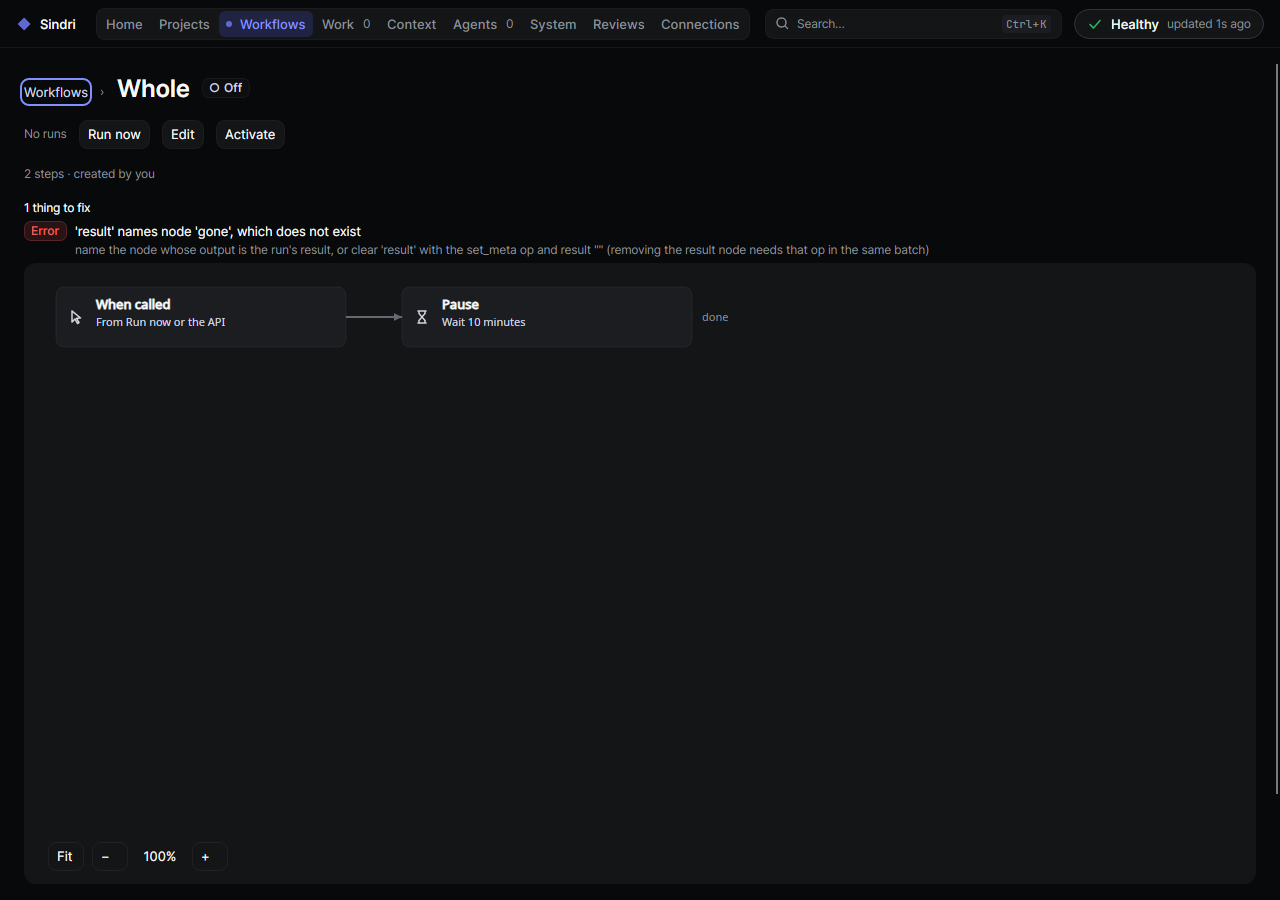 Sindri Home Projects Workflows Work 0 Context Agents 0 System Reviews Connections Search... Ctrl+K Healthy updated 1s ago
Workflows › Whole Off
No runs Run now Edit Activate
2 steps · created by you
1 thing to fix
Error 'result' names node 'gone', which does not exist
name the node whose output is the run's result, or clear 'result' with the set_meta op and result "" (removing the result node needs that op in the same batch)
When called
From Run now or the API
Pause
Wait 10 minutes
done
Fit − 100% +